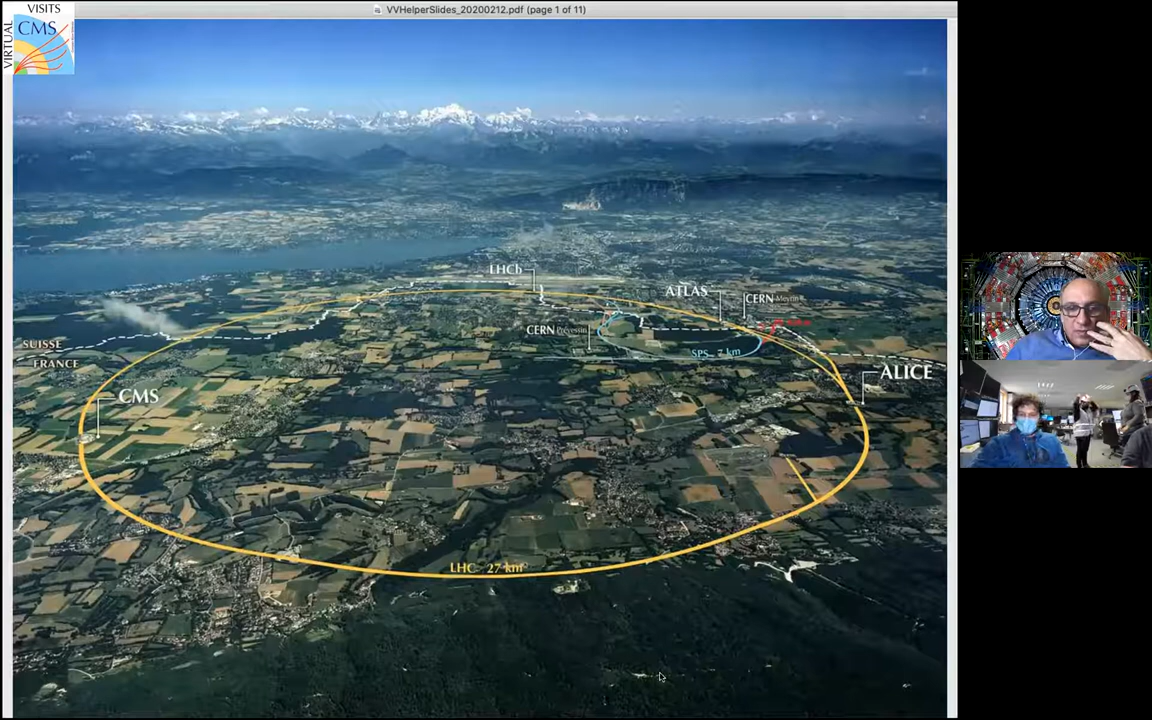 VISITS
VIRTUAL
CMS
VVHelperSlides_20200212.pdf (page 1 of 11)
LHCb
ATLAS
CERN Meyrin
CERN Prévessin
SPS 7 km
SUISSE
FRANCE
CMS
ALICE
LHC 27 km